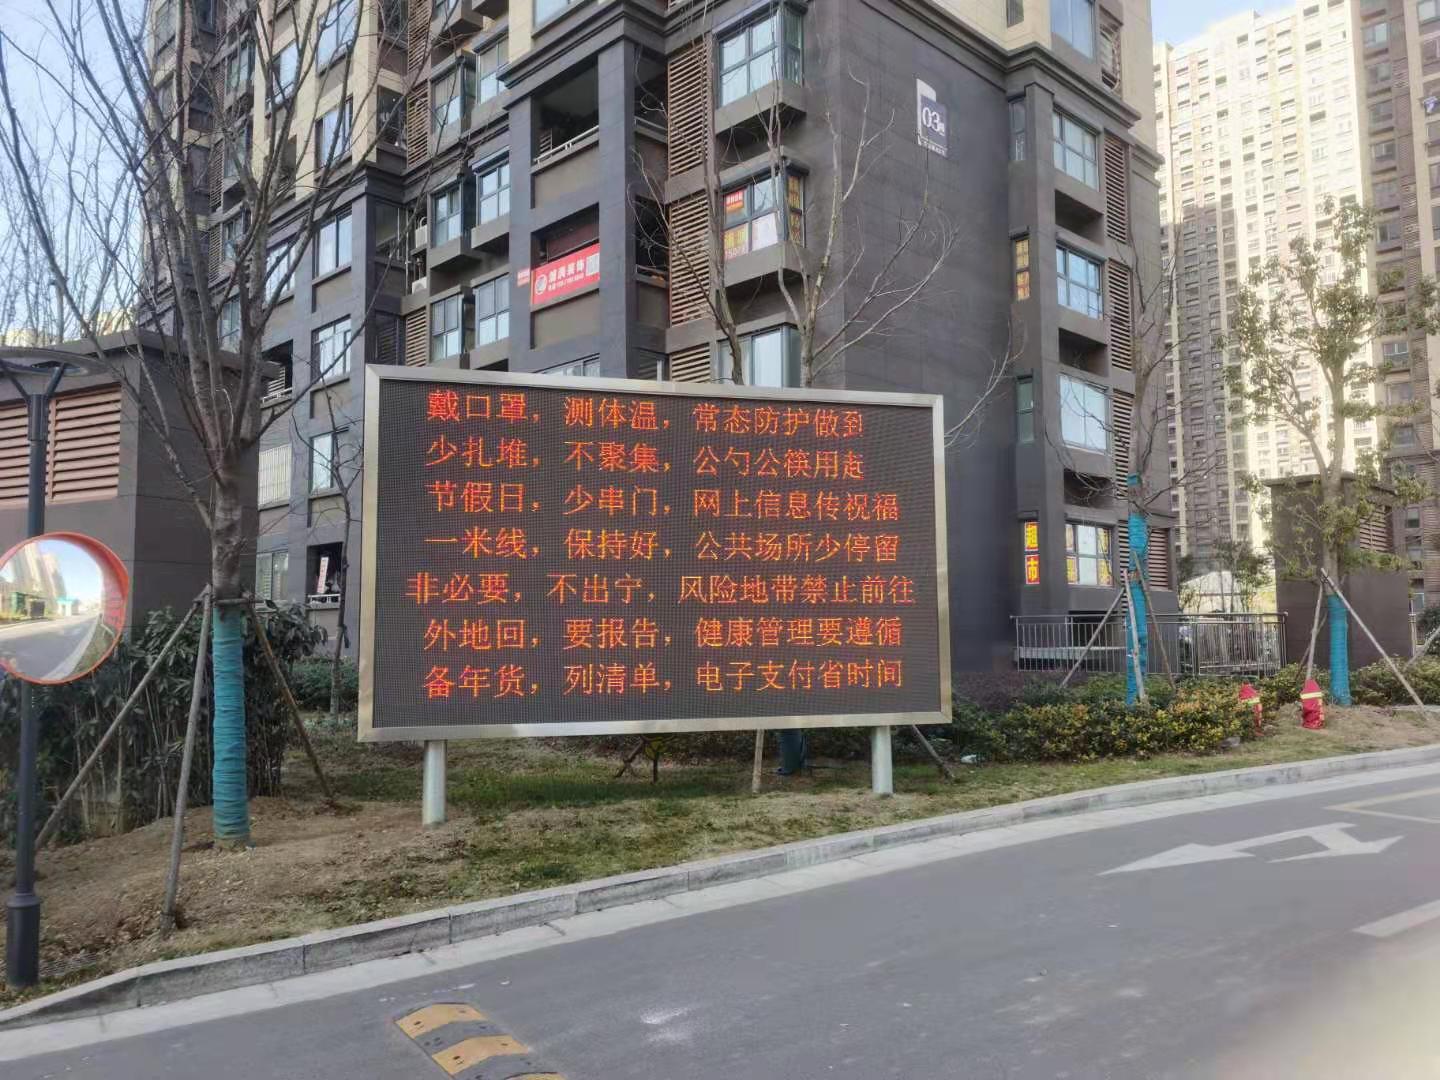 03
戴口罩，测体温，常态防护做到
少扎堆，不聚集，公勺公筷用起
节假日，少串门，网上信息传祝福
一米线，保持好，公共场所少停留
非必要，不出宁，风险地带禁止前往
外地回，要报告，健康管理要遵循
备年货，列清单，电子支付省时间
超市